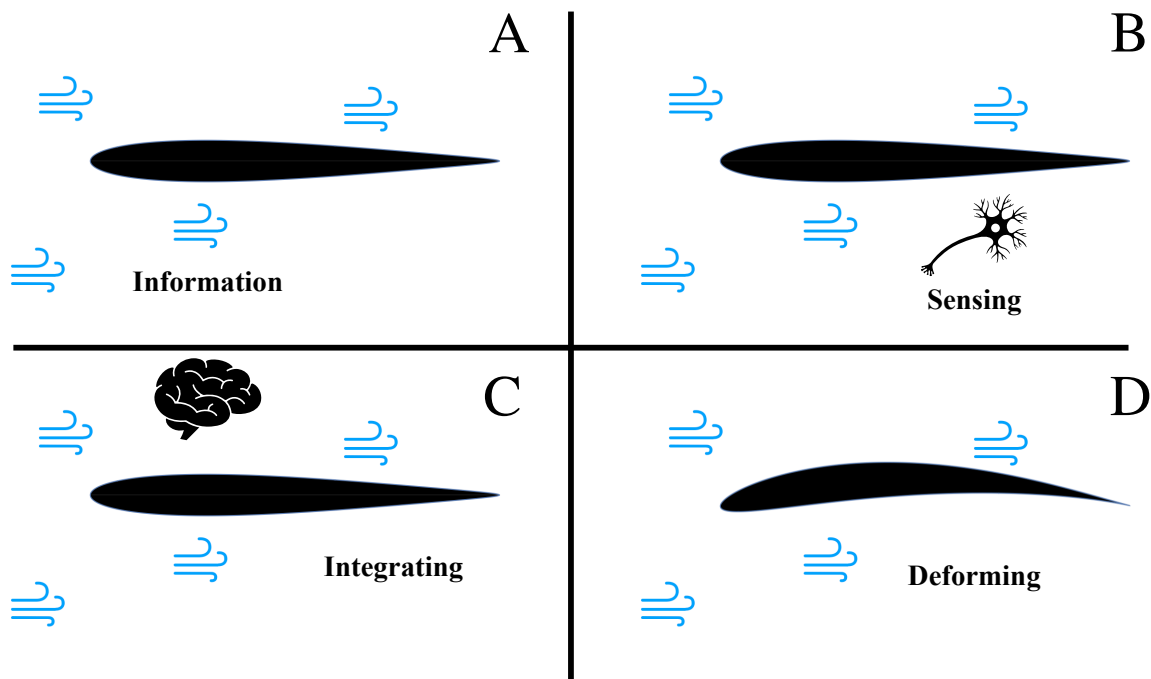 A
Information
B
Sensing
C
Integrating
D
Deforming